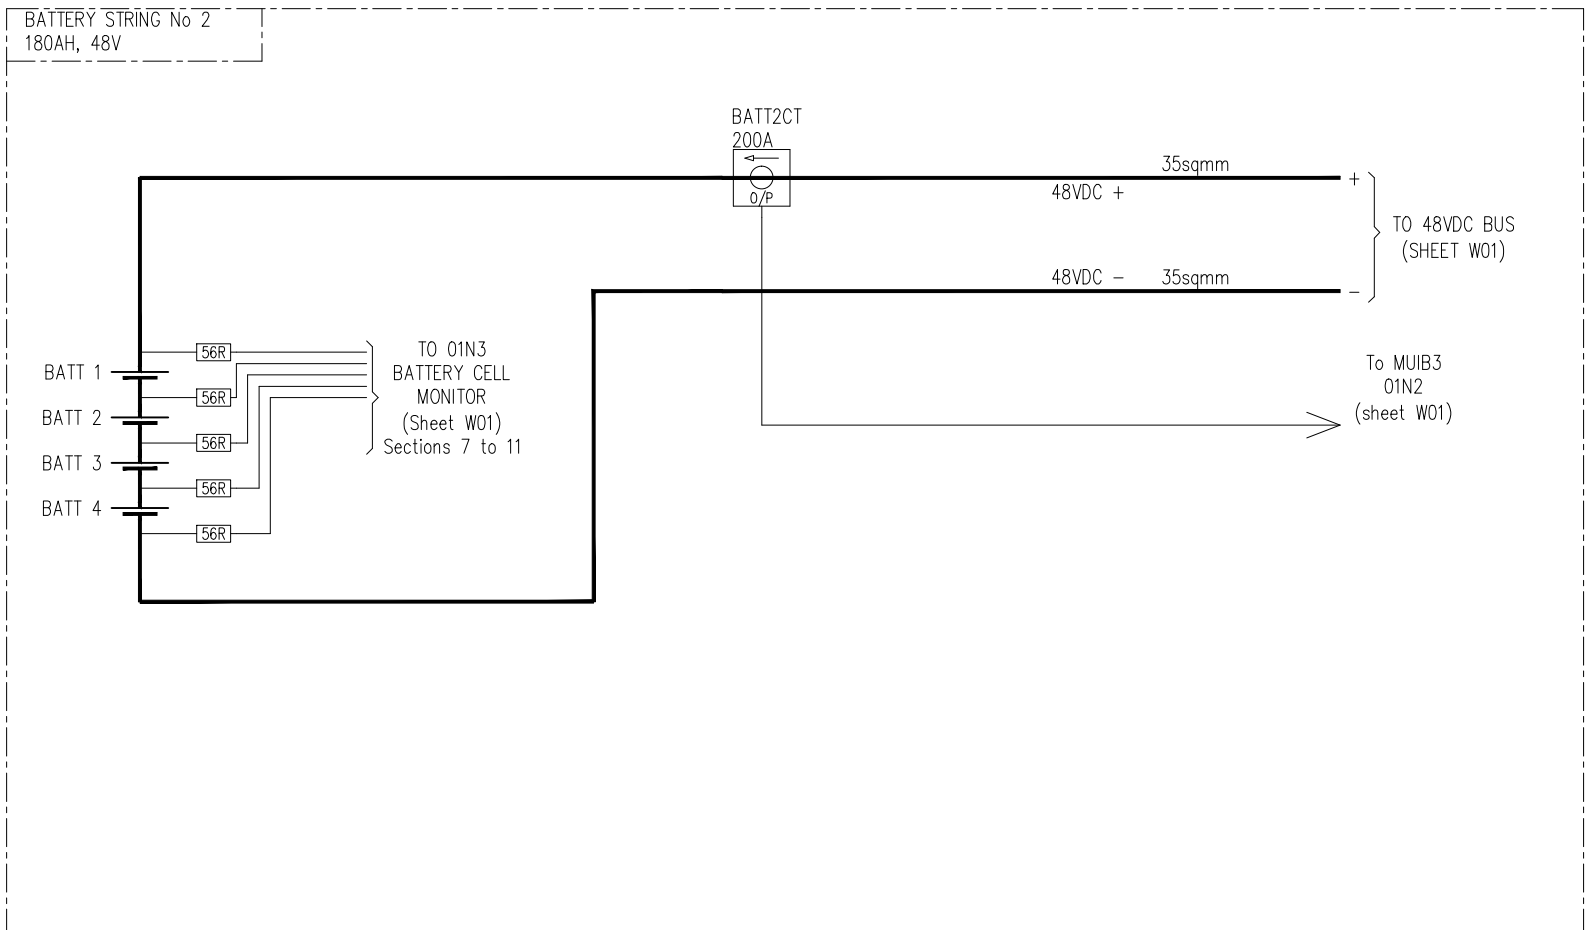 BATTERY STRING No 2
180AH, 48V
BATT2CT
200A
O/P
35sqmm
48VDC +
+
TO 48VDC BUS
(SHEET W01)
48VDC -
35sqmm
-
BATT 1
BATT 2
BATT 3
BATT 4
56R
56R
56R
56R
56R
TO 01N3
BATTERY CELL
MONITOR
(Sheet W01)
Sections 7 to 11
To MUIB3
01N2
(sheet W01)